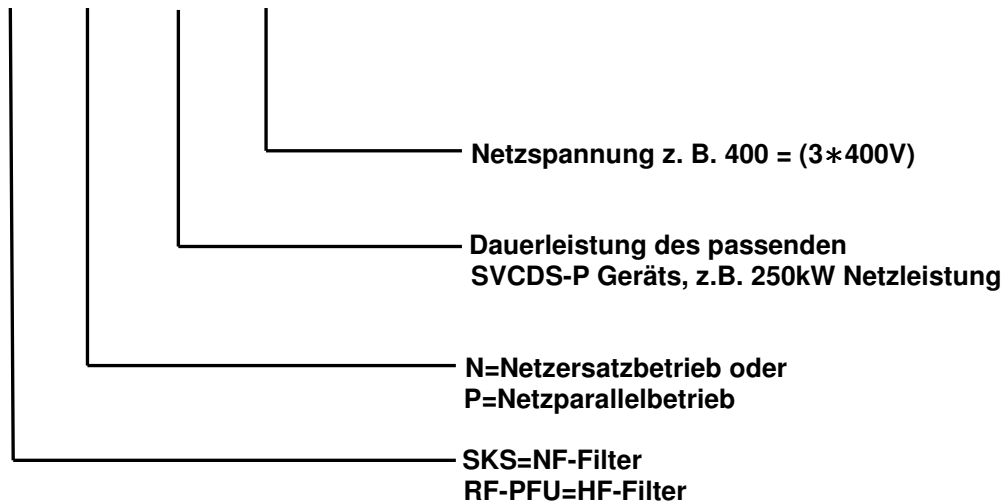 Netzspannung z. B. 400 = (3∗400V)
Dauerleistung des passenden
SVCDS-P Geräts, z.B. 250kW Netzleistung
N=Netzersatzbetrieb oder
P=Netzparallelbetrieb
SKS=NF-Filter
RF-PFU=HF-Filter